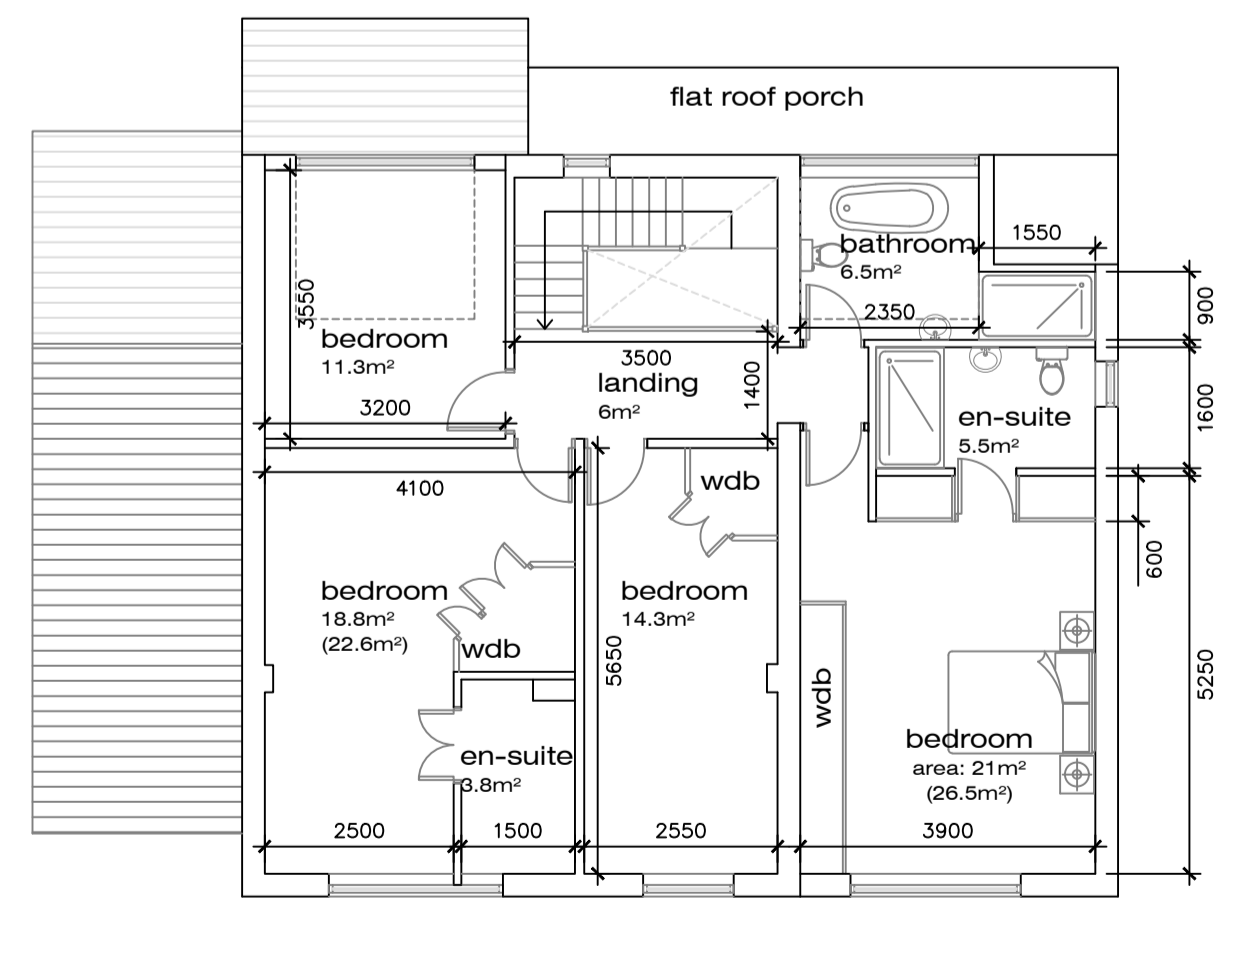 flat roof porch
bathroom
6.5m²
1550
900
2350
3550
bedroom
11.3m²
3200
3500
landing
6m²
1400
en-suite
5.5m²
1600
4100
wdb
600
bedroom
18.8m²
(22.6m²)
wdb
bedroom
14.3m²
5650
wdb
5250
bedroom
area: 21m²
(26.5m²)
en-suite
3.8m²
2500
1500
2550
3900